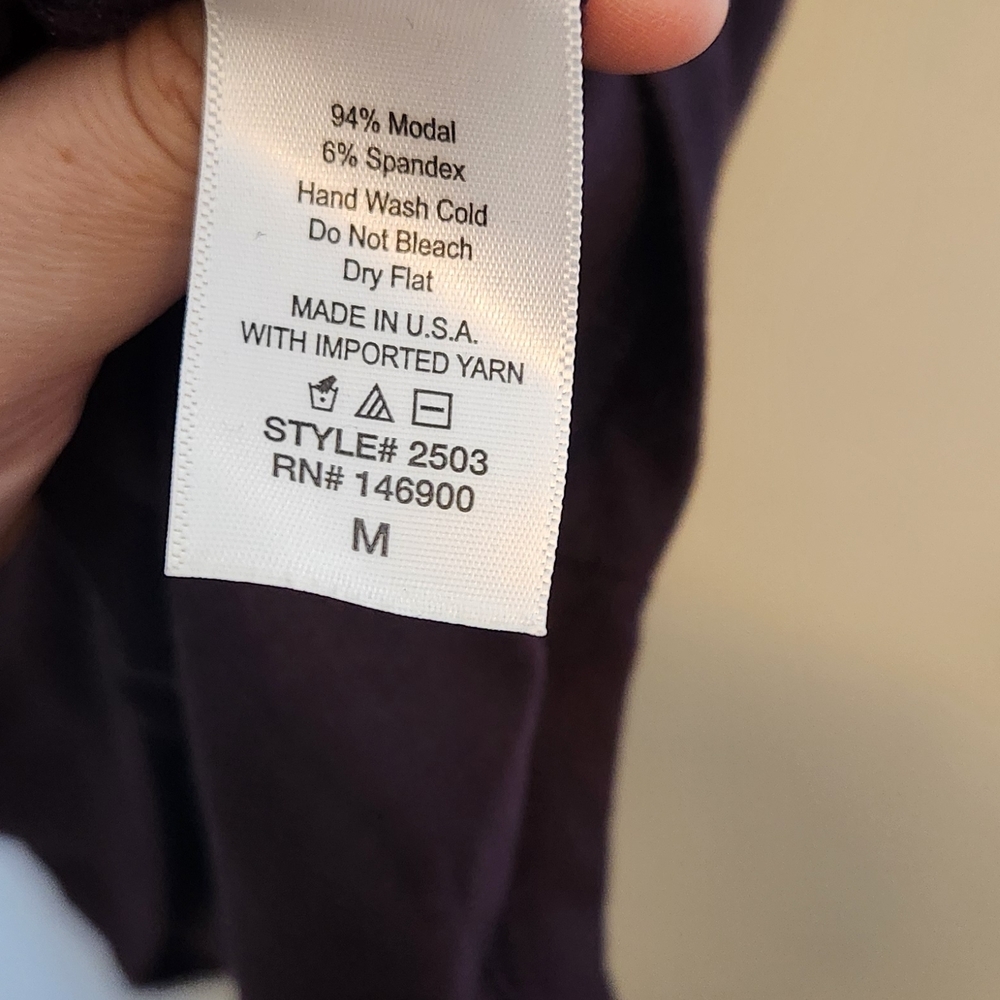 94% Modal
6% Spandex
Hand Wash Cold
Do Not Bleach
Dry Flat
MADE IN U.S.A.
WITH IMPORTED YARN
STYLE# 2503
RN# 146900
M